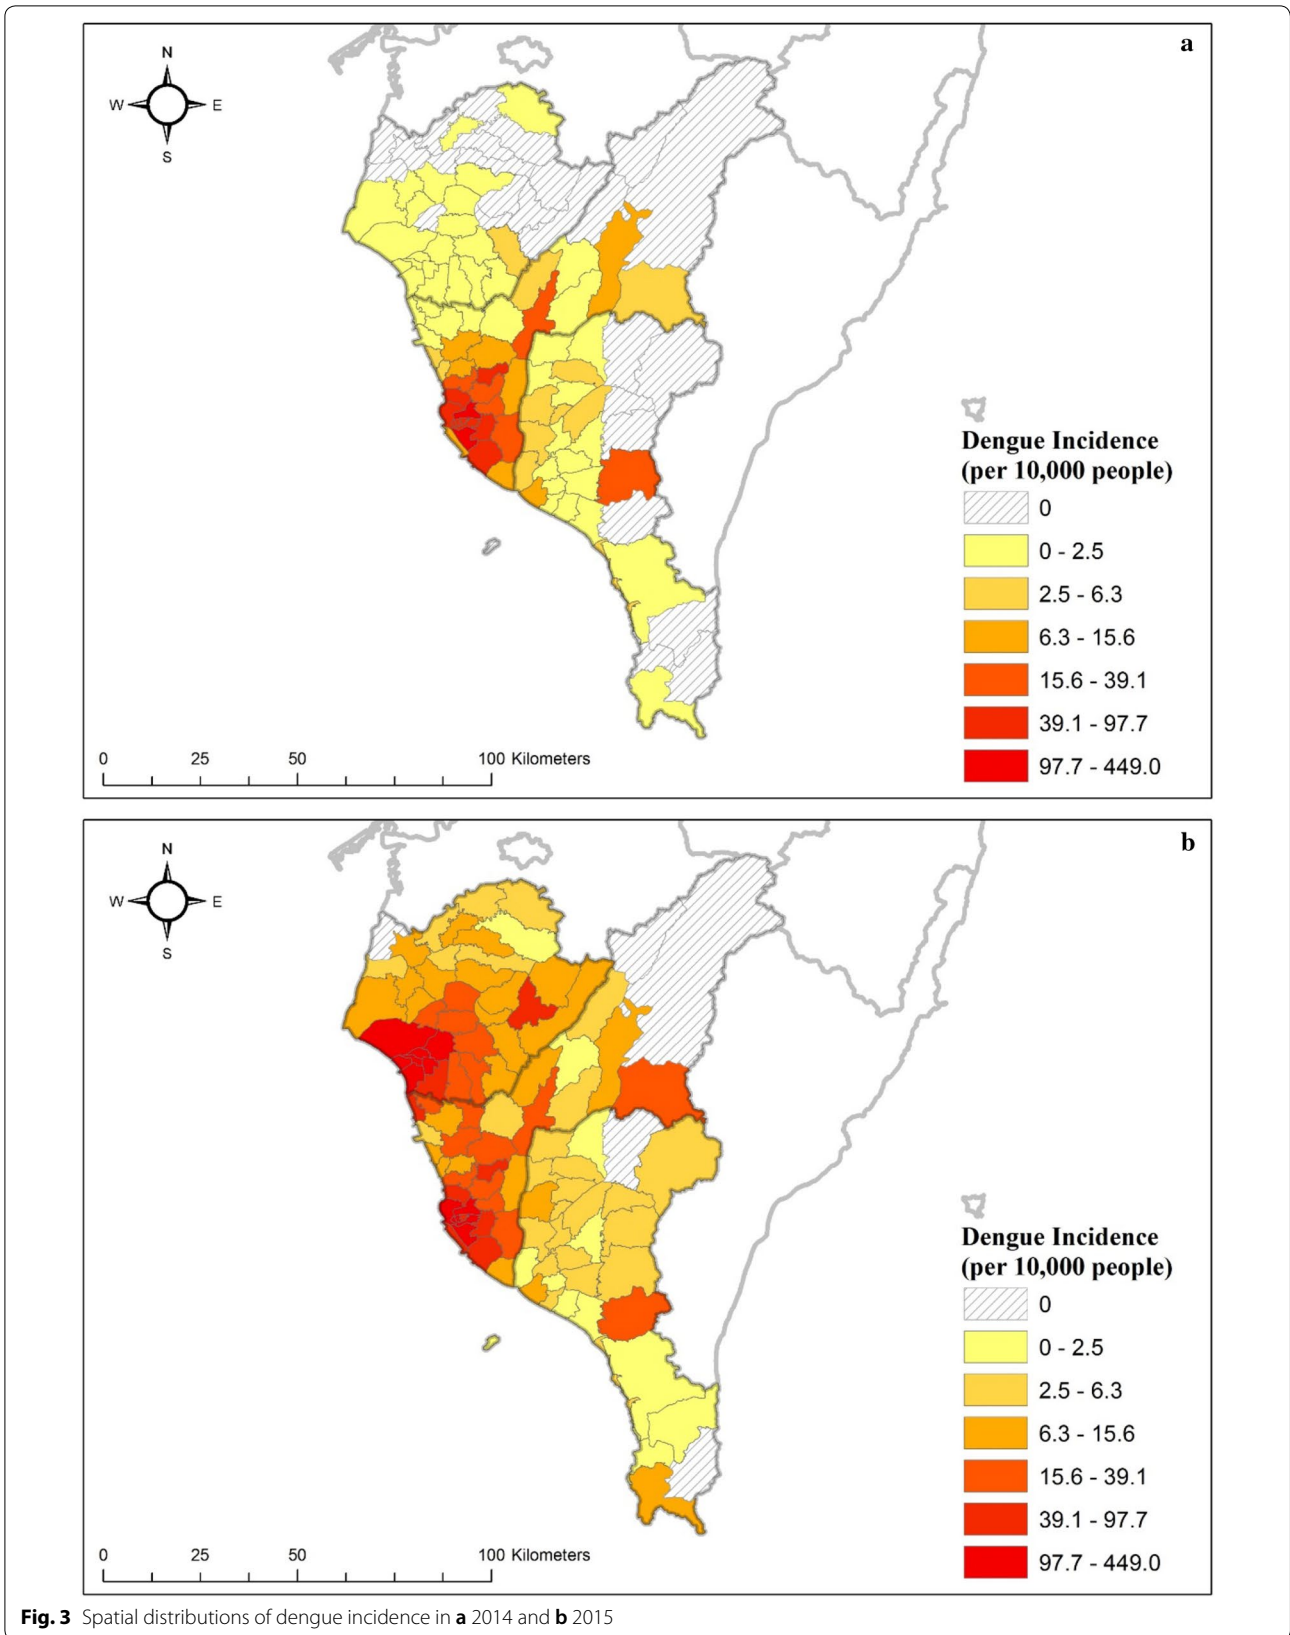 a
N
W E
S
Dengue Incidence
(per 10,000 people)
0
0 - 2.5
2.5 - 6.3
6.3 - 15.6
15.6 - 39.1
39.1 - 97.7
97.7 - 449.0
0 25 50 100 Kilometers
b
N
W E
S
Dengue Incidence
(per 10,000 people)
0
0 - 2.5
2.5 - 6.3
6.3 - 15.6
15.6 - 39.1
39.1 - 97.7
97.7 - 449.0
0 25 50 100 Kilometers
Fig. 3 Spatial distributions of dengue incidence in a 2014 and b 2015